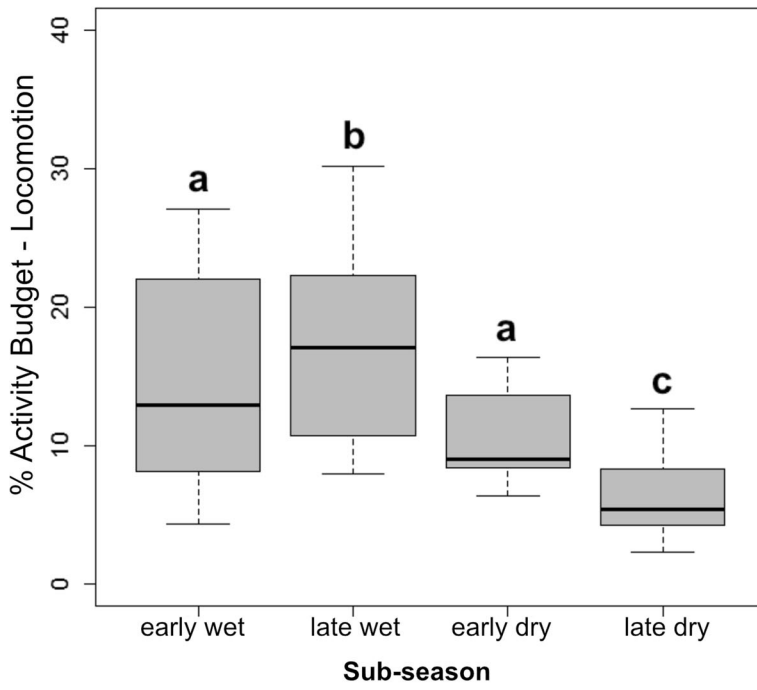 % Activity Budget - Locomotion
40
30
20
10
0
a
b
a
c
early wet
late wet
early dry
late dry
Sub-season